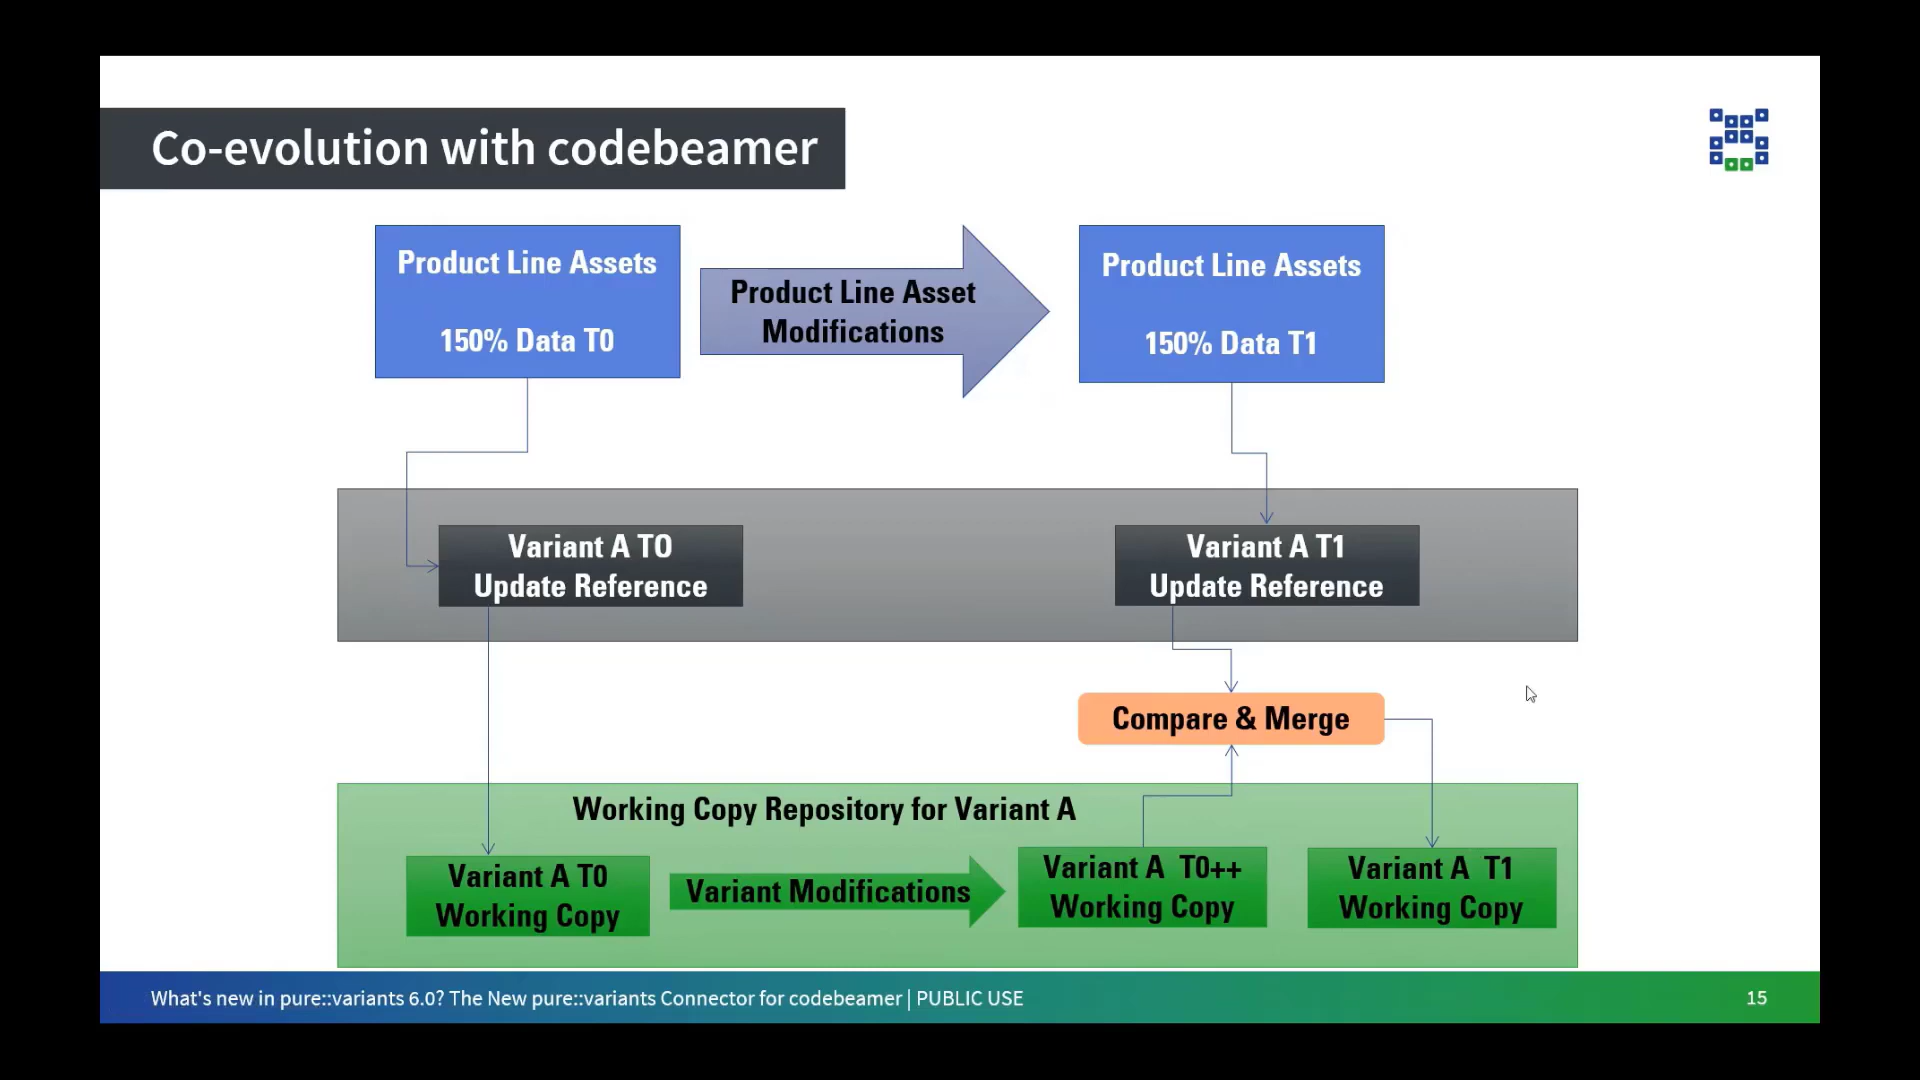 Co-evolution with codebeamer
Product Line Assets
150% Data T0
Product Line Asset
Modifications
Product Line Assets
150% Data T1
Variant A T0
Update Reference
Variant A T1
Update Reference
Compare & Merge
Working Copy Repository for Variant A
Variant A T0
Working Copy
Variant Modifications
Variant A T0++
Working Copy
Variant A T1
Working Copy
What's new in pure::variants 6.0? The New pure::variants Connector for codebeamer | PUBLIC USE
15